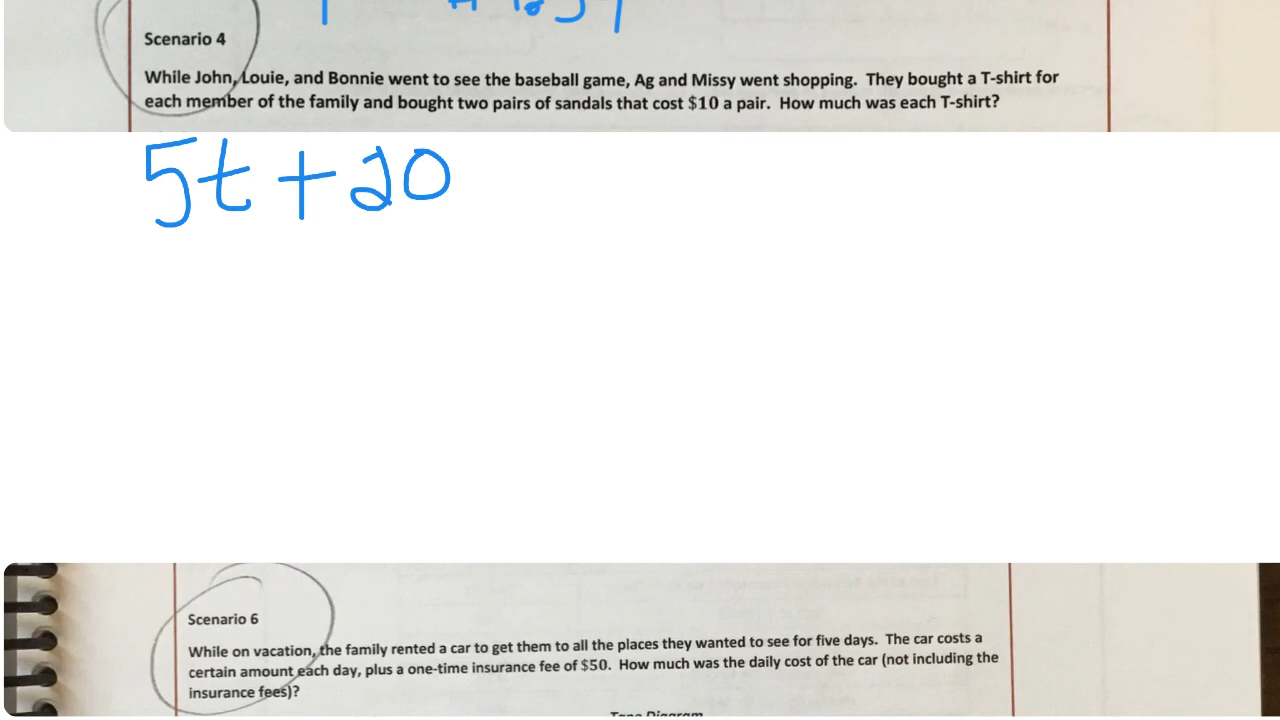 Scenario 4
While John, Louie, and Bonnie went to see the baseball game, Ag and Missy went shopping. They bought a T-shirt for
each member of the family and bought two pairs of sandals that cost $10 a pair. How much was each T-shirt?
5t + 20
Scenario 6
While on vacation, the family rented a car to get them to all the places they wanted to see for five days. The car costs a
certain amount each day, plus a one-time insurance fee of $50. How much was the daily cost of the car (not including the
insurance fees)?